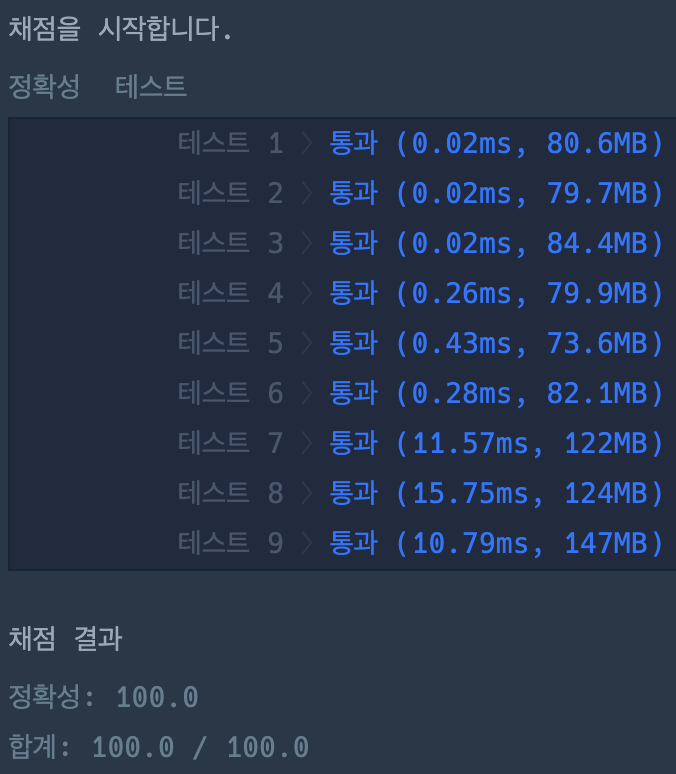 채점을 시작합니다.
정확성 테스트
테스트 1 〉 통과 (0.02ms, 80.6MB)
테스트 2 〉 통과 (0.02ms, 79.7MB)
테스트 3 〉 통과 (0.02ms, 84.4MB)
테스트 4 〉 통과 (0.26ms, 79.9MB)
테스트 5 〉 통과 (0.43ms, 73.6MB)
테스트 6 〉 통과 (0.28ms, 82.1MB)
테스트 7 〉 통과 (11.57ms, 122MB)
테스트 8 〉 통과 (15.75ms, 124MB)
테스트 9 〉 통과 (10.79ms, 147MB)
채점 결과
정확성: 100.0
합계: 100.0 / 100.0